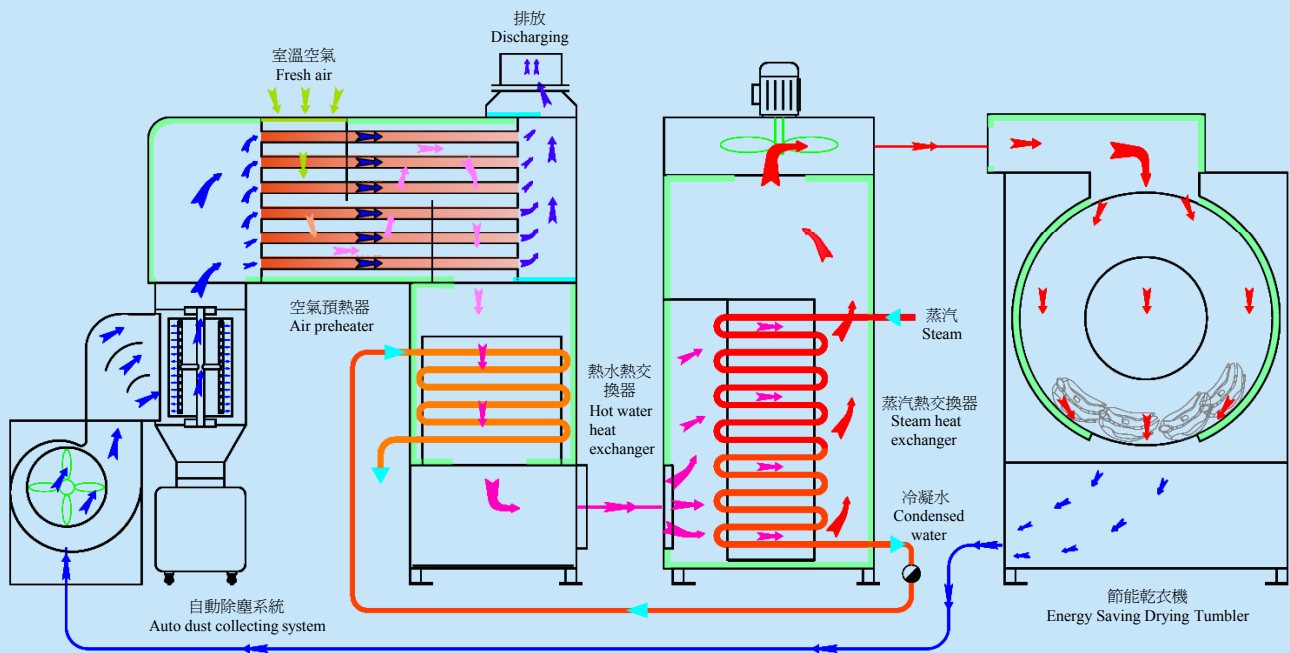 排放
Discharging
室溫空氣
Fresh air
空氣預熱器
Air preheater
熱水熱交
換器
Hot water
heat
exchanger
蒸汽
Steam
蒸汽熱交換器
Steam heat
exchanger
冷凝水
Condensed
water
自動除塵系統
Auto dust collecting system
節能乾衣機
Energy Saving Drying Tumbler